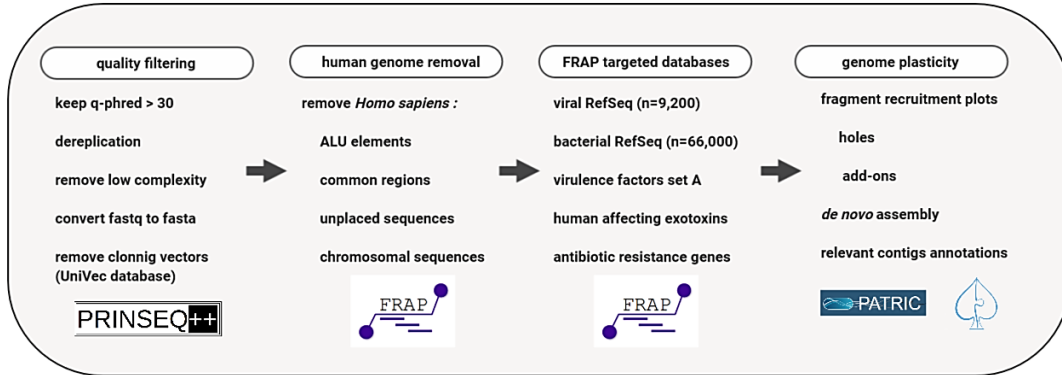 quality filtering
keep q-phred > 30
dereplication
remove low complexity
convert fastq to fasta
remove clonnig vectors
(UniVec database)
PRINSEQ++
human genome removal
remove Homo sapiens :
ALU elements
common regions
unplaced sequences
chromosomal sequences
FRAP
FRAP targeted databases
viral RefSeq (n=9,200)
bacterial RefSeq (n=66,000)
virulence factors set A
human affecting exotoxins
antibiotic resistance genes
FRAP
genome plasticity
fragment recruitment plots
holes
add-ons
de novo assembly
relevant contigs annotations
PATRIC